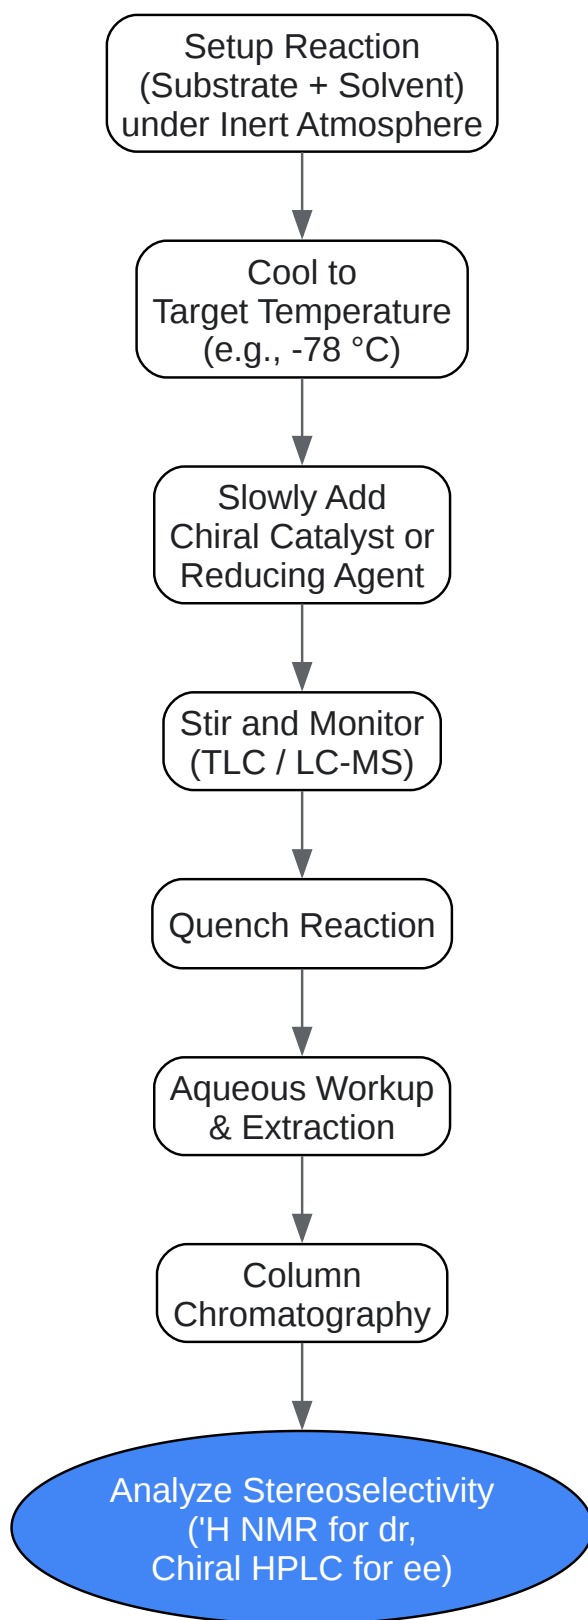 Setup Reaction
(Substrate + Solvent)
under Inert Atmosphere
Cool to
Target Temperature
(e.g., -78 °C)
Slowly Add
Chiral Catalyst or
Reducing Agent
Stir and Monitor
(TLC / LC-MS)
Quench Reaction
Aqueous Workup
& Extraction
Column
Chromatography
Analyze Stereoselectivity
('H NMR for dr,
Chiral HPLC for ee)